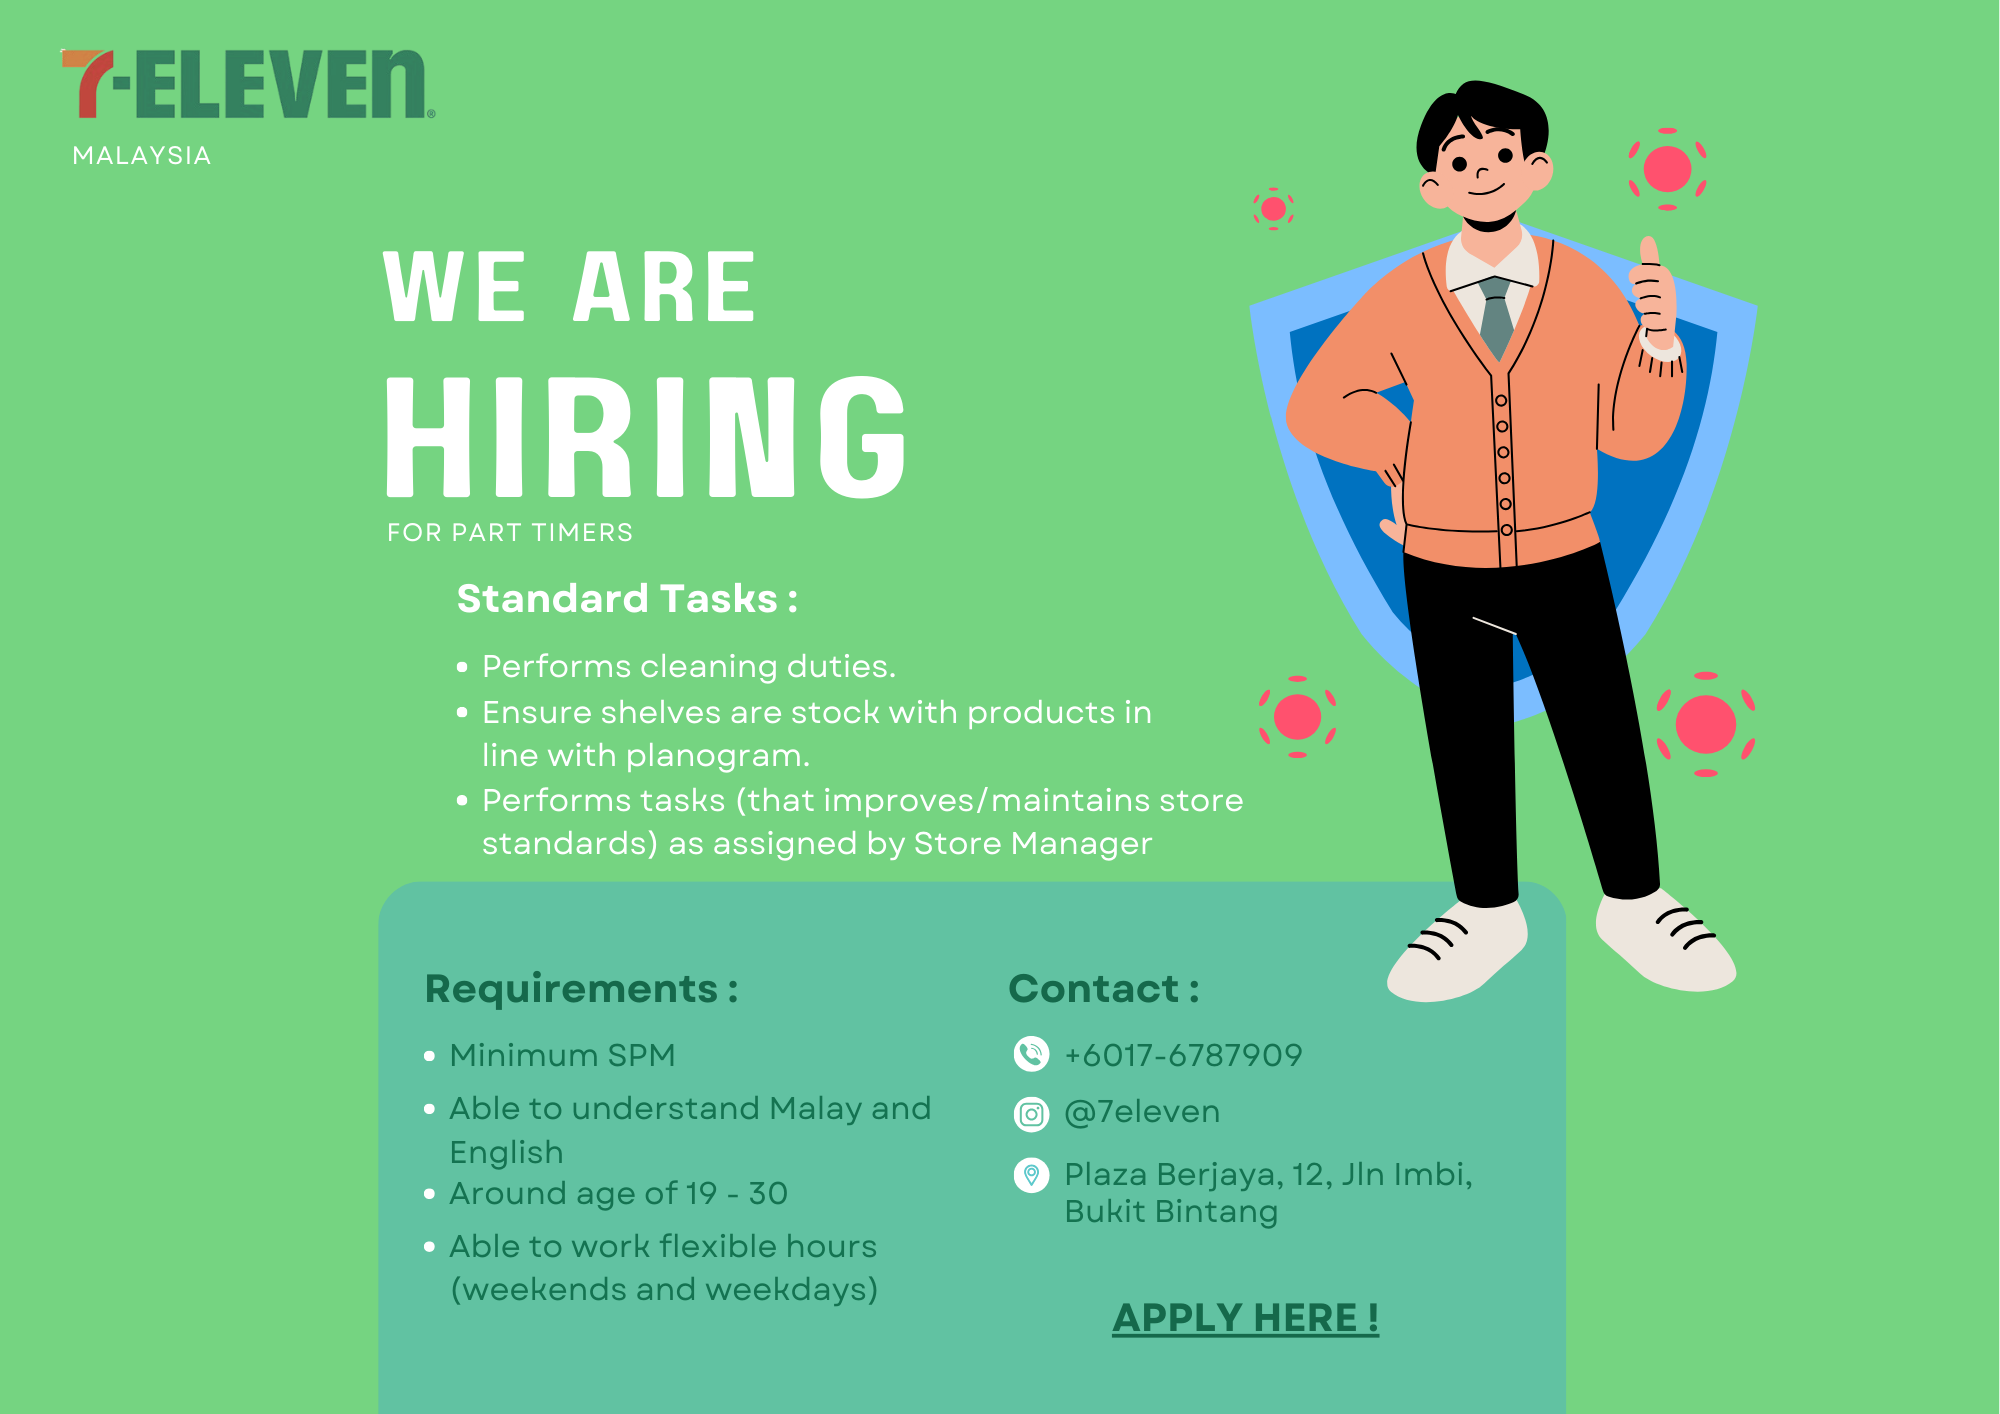 7-ELEVEn®
MALAYSIA
WE ARE
HIRING
FOR PART TIMERS
Standard Tasks :
• Performs cleaning duties.
• Ensure shelves are stock with products in
line with planogram.
• Performs tasks (that improves/maintains store
standards) as assigned by Store Manager
Requirements :
• Minimum SPM
• Able to understand Malay and
English
• Around age of 19 - 30
• Able to work flexible hours
(weekends and weekdays)
Contact :
+6017-6787909
@7eleven
Plaza Berjaya, 12, Jln Imbi,
Bukit Bintang
APPLY HERE !